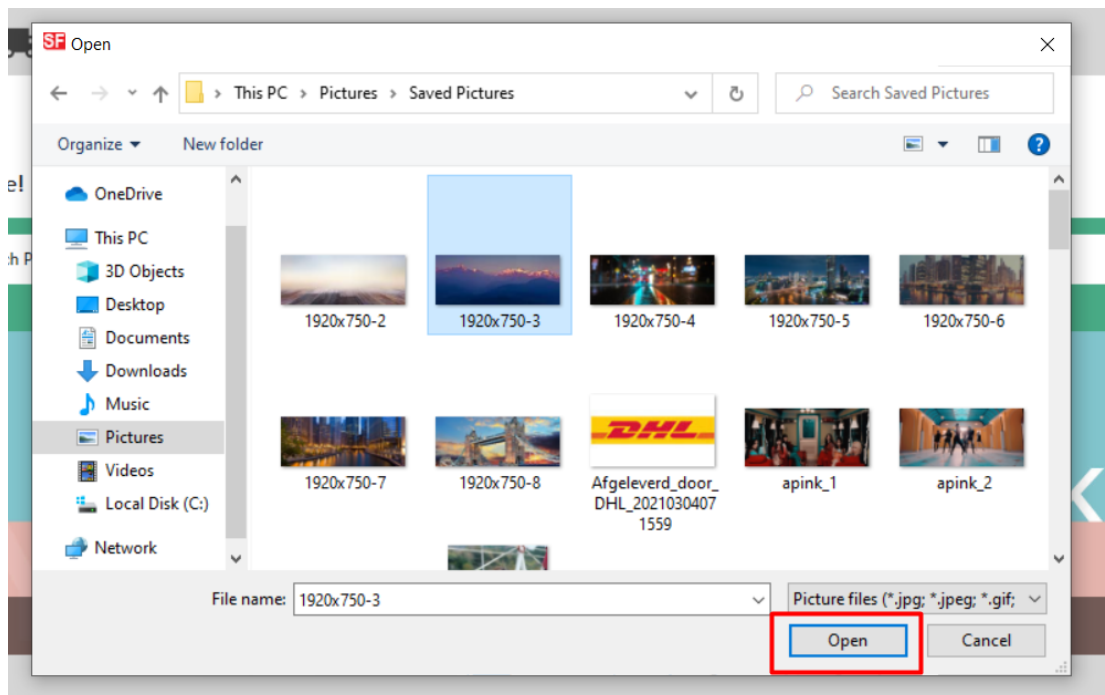 SF Open
This PC > Pictures > Saved Pictures
Search Saved Pictures
Organize
New folder
?
e!
ch P
OneDrive
This PC
3D Objects
Desktop
Documents
Downloads
Music
Pictures
Videos
Local Disk (C:)
Network
1920x750-2
1920x750-3
1920x750-4
1920x750-5
1920x750-6
DHL
1920x750-7
1920x750-8
Afgeleverd_door_
DHL_2021030407
1559
apink_1
apink_2
K
File name:
1920x750-3
Picture files (*.jpg; *.jpeg; *.gif;
Open
Cancel